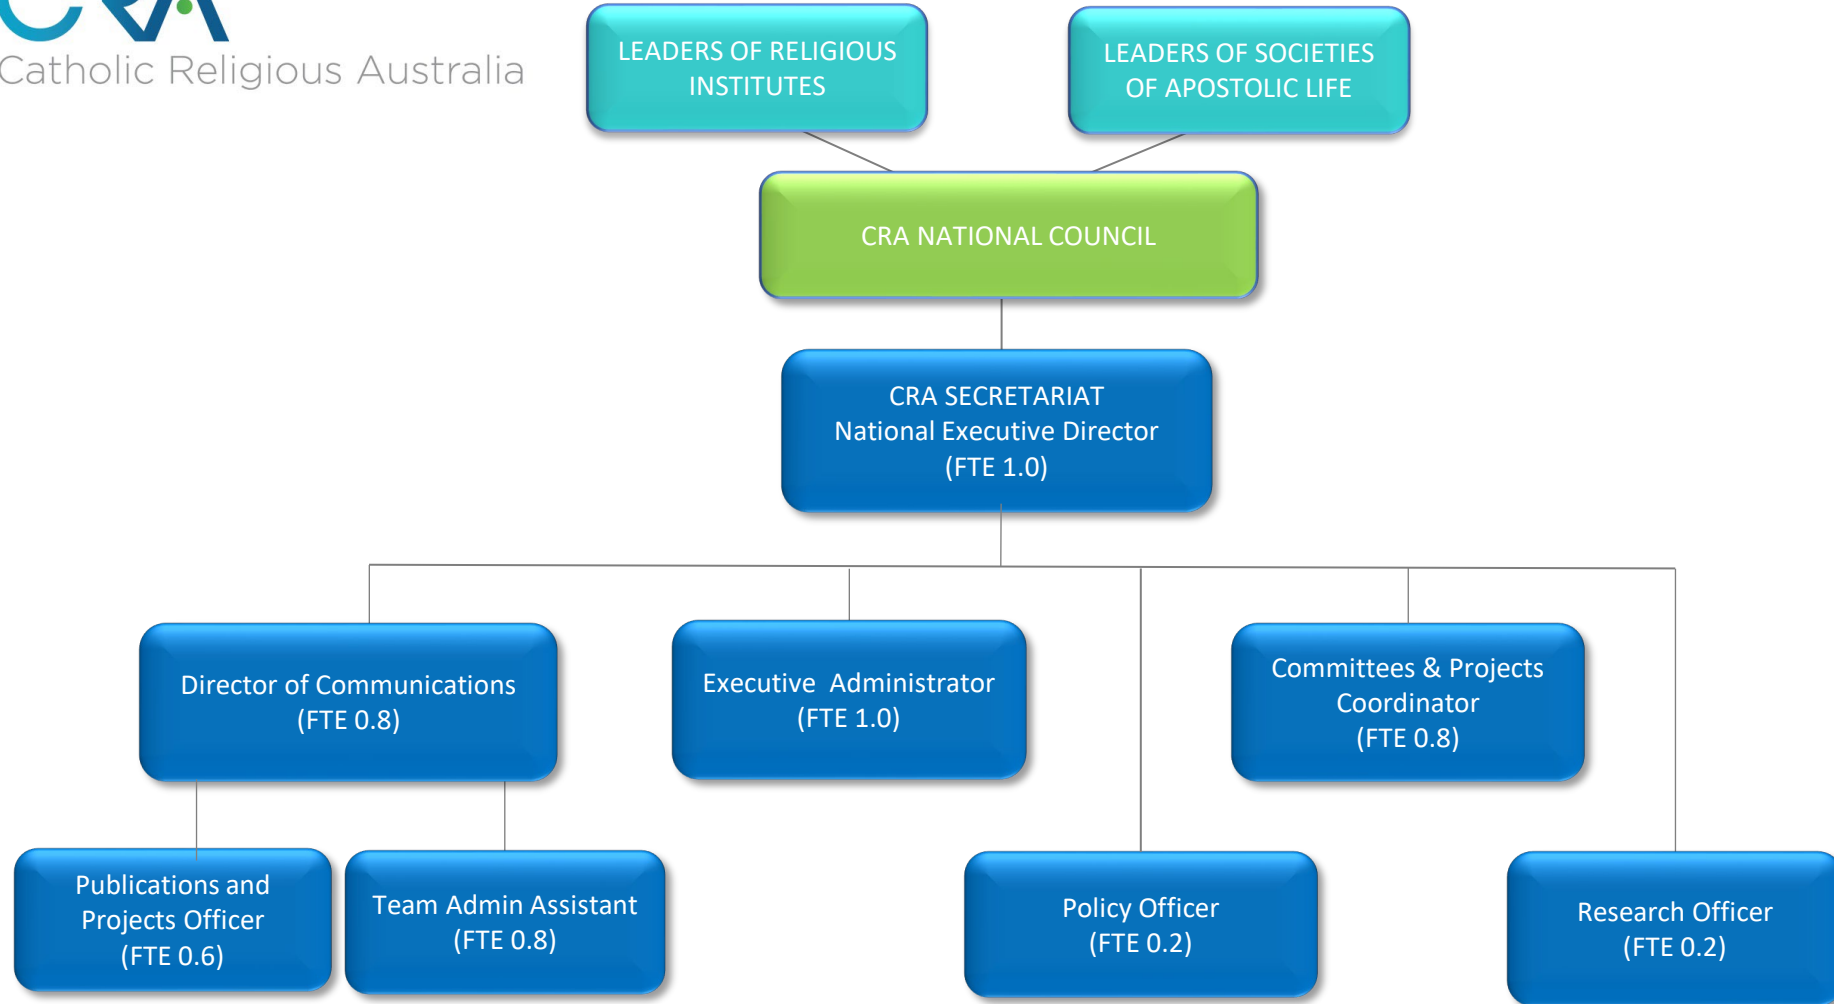 CRA
Catholic Religious Australia
LEADERS OF RELIGIOUS
INSTITUTES
LEADERS OF SOCIETIES
OF APOSTOLIC LIFE
CRA NATIONAL COUNCIL
CRA SECRETARIAT
National Executive Director
(FTE 1.0)
Director of Communications
(FTE 0.8)
Executive  Administrator
(FTE 1.0)
Committees & Projects
Coordinator
(FTE 0.8)
Publications and
Projects Officer
(FTE 0.6)
Team Admin Assistant
(FTE 0.8)
Policy Officer
(FTE 0.2)
Research Officer
(FTE 0.2)